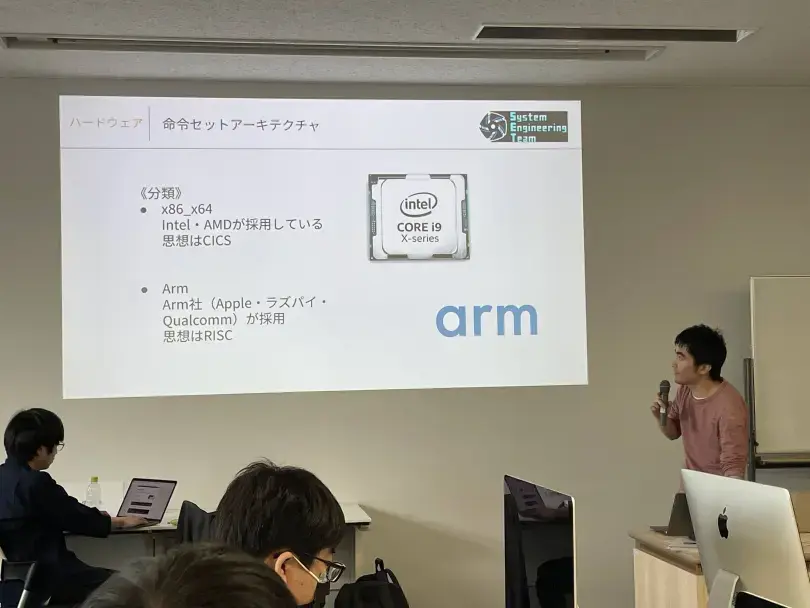 ハードウェア
命令セットアーキテクチャ
System
Engineering
Team
《分類》
● x86_x64
Intel・AMDが採用している
思想はCICS
● Arm
Arm社（Apple・ラズパイ・
Qualcomm）が採用
思想はRISC
intel
CORE i9
X-series
arm